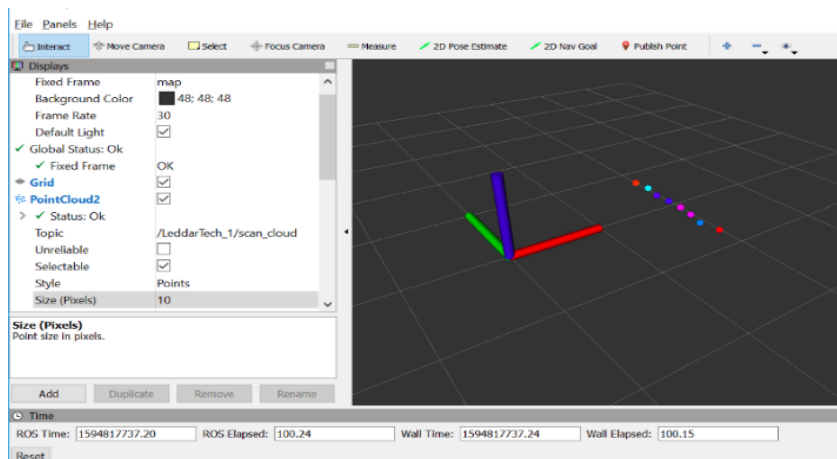 File Panels Help
Interact Move Camera Select Focus Camera Measure 2D Pose Estimate 2D Nav Goal Publish Point
Displays
Fixed Frame map
Background Color 48; 48; 48
Frame Rate 30
Default Light
Global Status: Ok
Fixed Frame OK
Grid
PointCloud2
Status: Ok
Topic /LeddarTech_1/scan_cloud
Unreliable
Selectable
Style Points
Size (Pixels) 10
Size (Pixels)
Point size in pixels.
Add Duplicate Remove Rename
Time
ROS Time: 1594817737.20 ROS Elapsed: 100.24 Wall Time: 1594817737.24 Wall Elapsed: 100.15
Reset